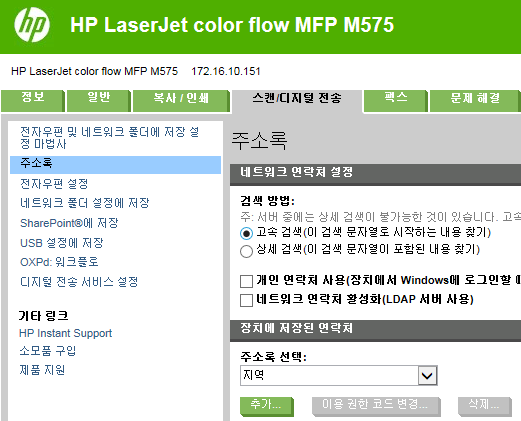 hp HP LaserJet color flow MFP M575
HP LaserJet color flow MFP M575 172.16.10.151
정보 일반 복사 / 인쇄 스캔/디지털 전송 팩스 문제 해결
전자우편 및 네트워크 폴더에 저장 설
정 마법사
주소록
전자우편 설정
네트워크 폴더 설정에 저장
SharePoint®에 저장
USB 설정에 저장
OXPd: 워크플로
디지털 전송 서비스 설정
기타 링크
HP Instant Support
소모품 구입
제품 지원
주소록
네트워크 연락처 설정
검색 방법:
주: 서버 중에는 상세 검색이 불가능한 것이 있습니다. 고속
고속 검색(이 검색 문자열로 시작하는 내용 찾기)
상세 검색(이 검색 문자열이 포함된 내용 찾기)
개인 연락처 사용(장치에서 Windows에 로그인할 때
네트워크 연락처 활성화(LDAP 서버 사용)
장치에 저장된 연락처
주소록 선택:
지역
추가... 이용 권한 코드 변경... 삭제...